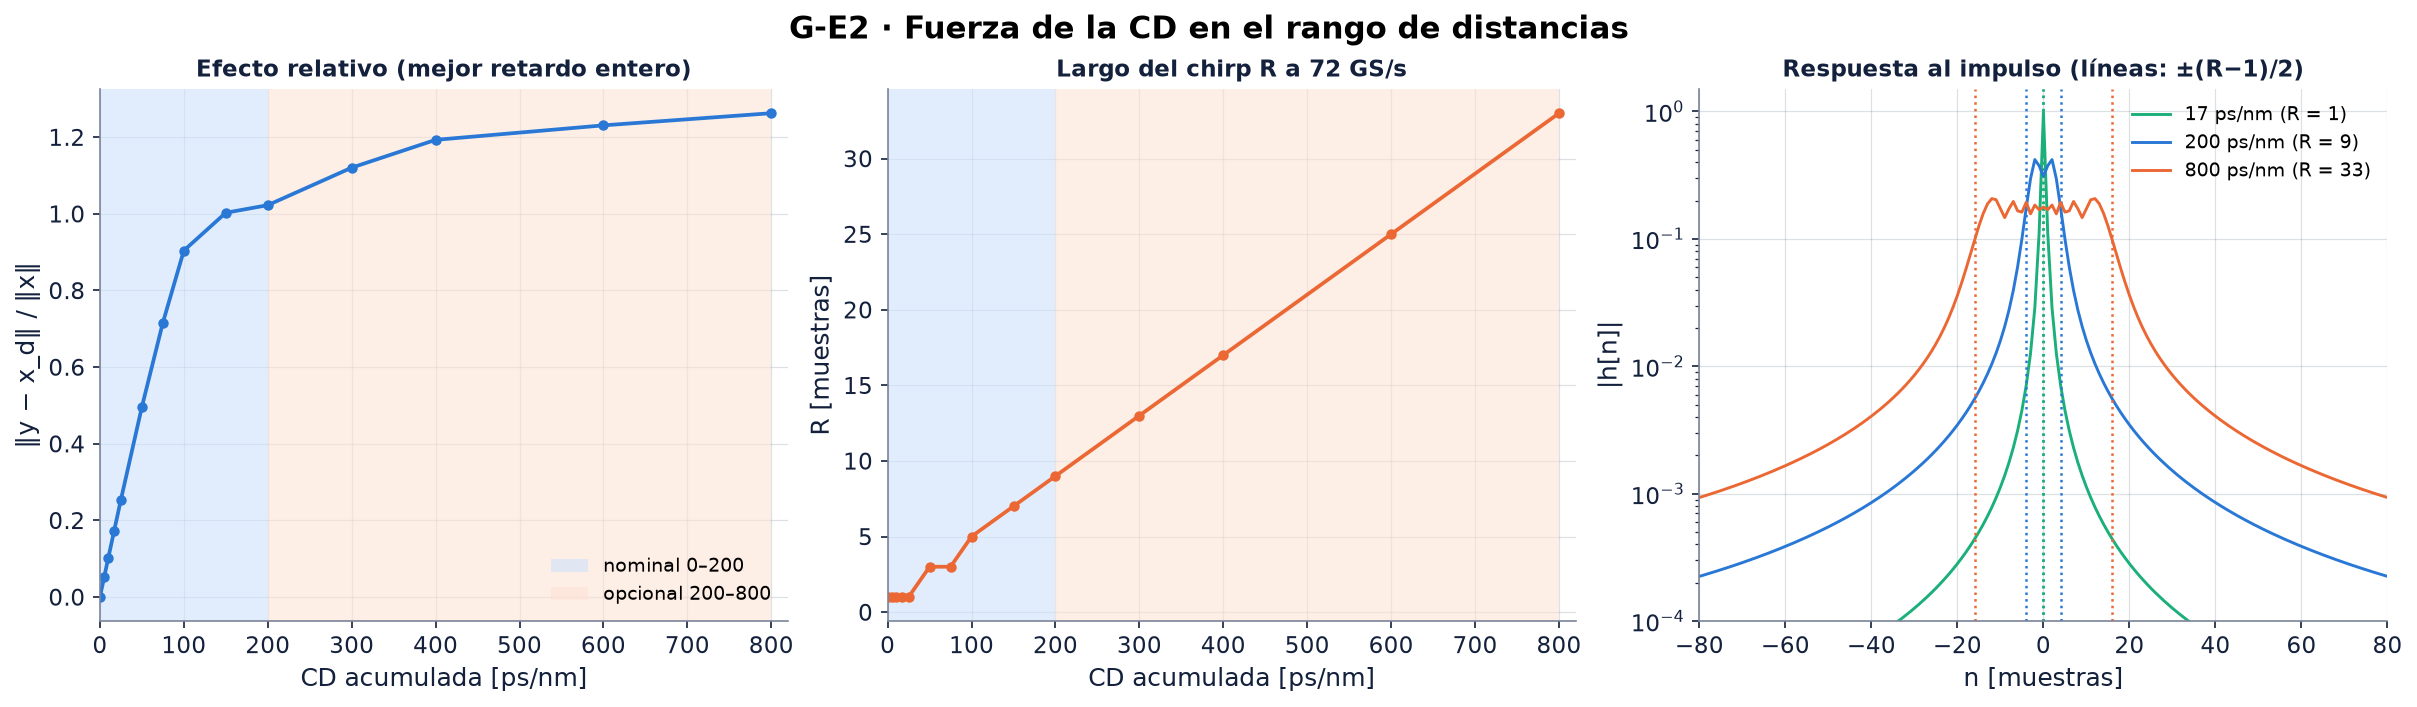 G-E2 · Fuerza de la CD en el rango de distancias
Efecto relativo (mejor retardo entero)
‖y − x_d‖ / ‖x‖
1.2
1.0
0.8
0.6
0.4
0.2
0.0
nominal 0–200
opcional 200–800
0 100 200 300 400 500 600 700 800
CD acumulada [ps/nm]
Largo del chirp R a 72 GS/s
R [muestras]
30
25
20
15
10
5
0
0 100 200 300 400 500 600 700 800
CD acumulada [ps/nm]
Respuesta al impulso (líneas: ±(R−1)/2)
|h[n]|
10⁰
10⁻¹
10⁻²
10⁻³
10⁻⁴
17 ps/nm (R = 1)
200 ps/nm (R = 9)
800 ps/nm (R = 33)
−80 −60 −40 −20 0 20 40 60 80
n [muestras]